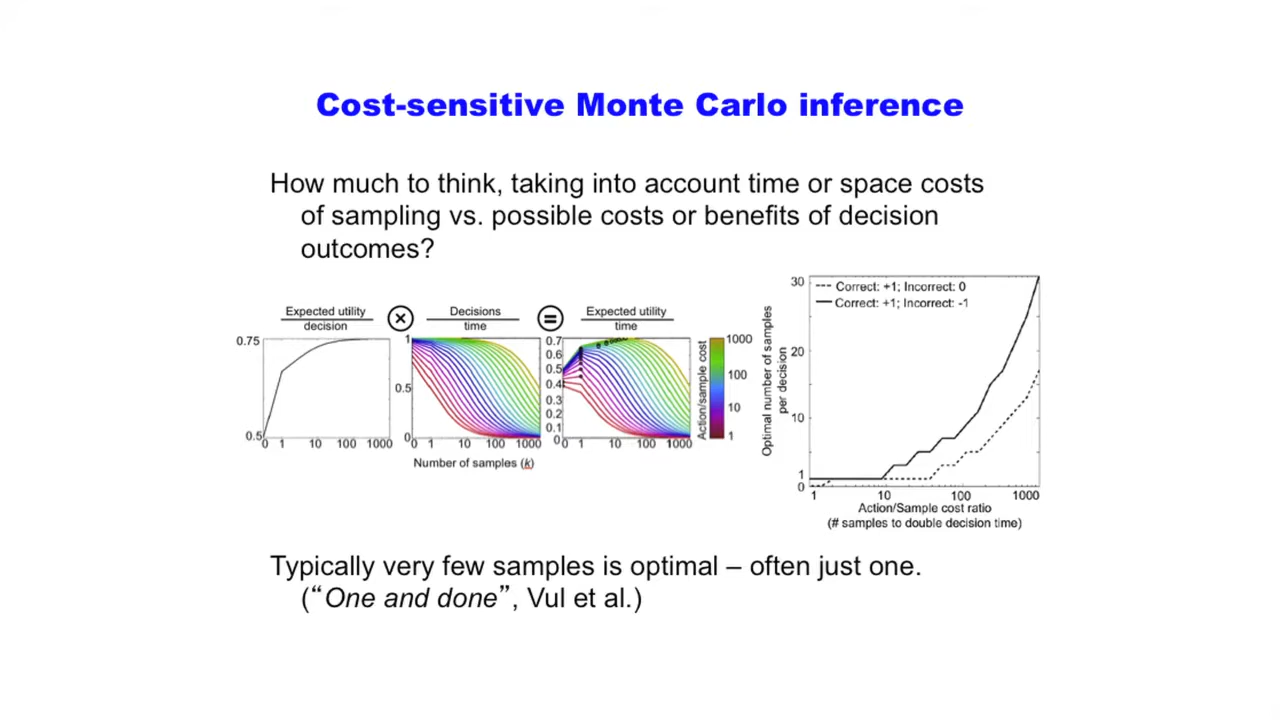 Cost-sensitive Monte Carlo inference
How much to think, taking into account time or space costs
of sampling vs. possible costs or benefits of decision
outcomes?
Expected utility
decision
×
Decisions
time
=
Expected utility
time
0.75
0.5
0 1 10 100 1000
1
0.5
0
0 1 10 100 1000
Number of samples (k)
0.7
0.6
0.5
0.4
0.3
0.2
0.1
0
0 1 10 100 1000
Action/sample cost
1000
100
10
1
Optimal number of samples
per decision
30
20
10
1
0
Correct: +1; Incorrect: 0
Correct: +1; Incorrect: -1
1 10 100 1000
Action/Sample cost ratio
(# samples to double decision time)
Typically very few samples is optimal – often just one.
(“One and done”, Vul et al.)